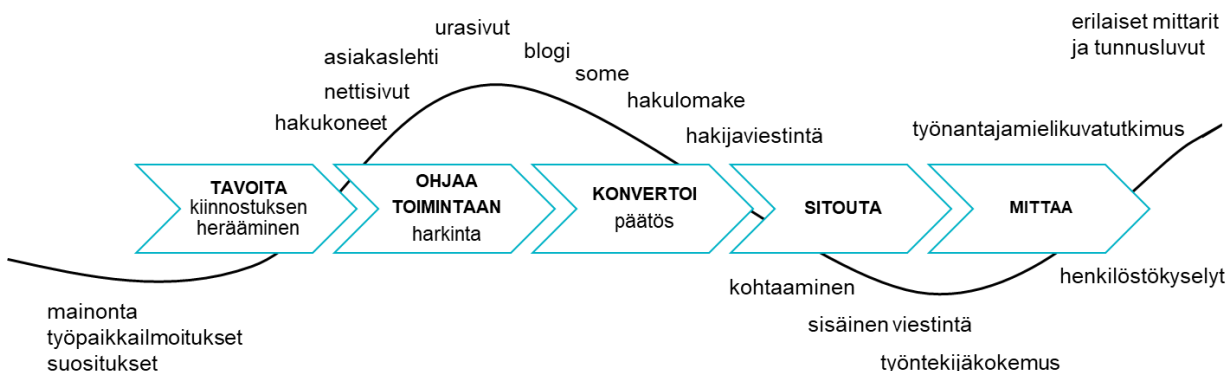 mainonta
työpaikkailmoitukset
suositukset
TAVOITA
kiinnostuksen
herääminen
hakukoneet
nettisivut
asiakaslehti
urasivut
blogi
some
hakulomake
hakijaviestintä
OHJAA
TOIMINTAAN
harkinta
KONVERTOI
päätös
SITOUTA
kohtaaminen
sisäinen viestintä
työntekijäkokemus
MITTAA
henkilöstökyselyt
työnantajamielikuvatutkimus
erilaiset mittarit
ja tunnusluvut